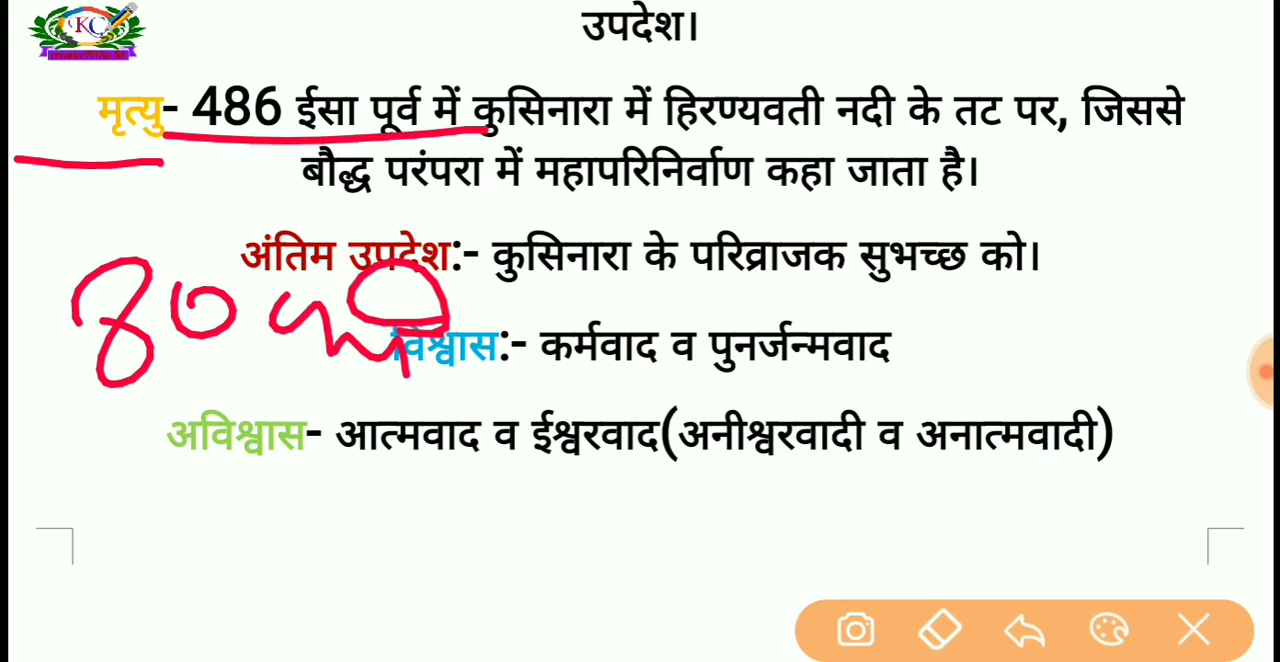 KC
उपदेश।
मृत्यु- 486 ईसा पूर्व में कुसिनारा में हिरण्यवती नदी के तट पर, जिससे
बौद्ध परंपरा में महापरिनिर्वाण कहा जाता है।
अंतिम उपदेश:- कुसिनारा के परिव्राजक सुभच्छ को।
80
विश्वास:- कर्मवाद व पुनर्जन्मवाद
अविश्वास- आत्मवाद व ईश्वरवाद(अनीश्वरवादी व अनात्मवादी)